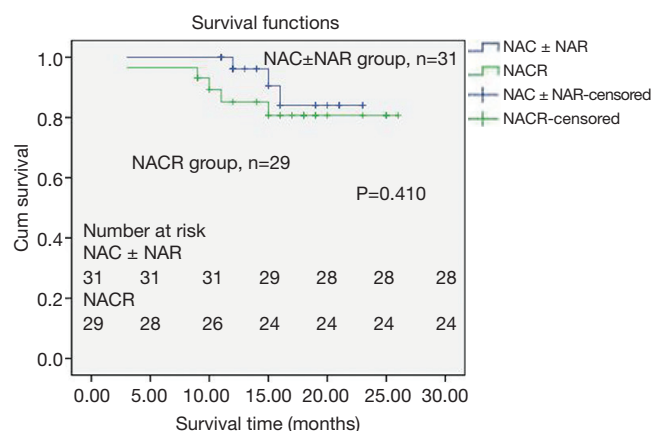 Survival functions
NAC ± NAR
NACR
NAC ± NAR-censored
NACR-censored
Cum survival
1.0
0.8
0.6
0.4
0.2
0.0
NAC±NAR group, n=31
NACR group, n=29
P=0.410
Number at risk
NAC ± NAR
31 31 31 29 28 28 28
NACR
29 28 26 24 24 24 24
0.00 5.00 10.00 15.00 20.00 25.00 30.00
Survival time (months)